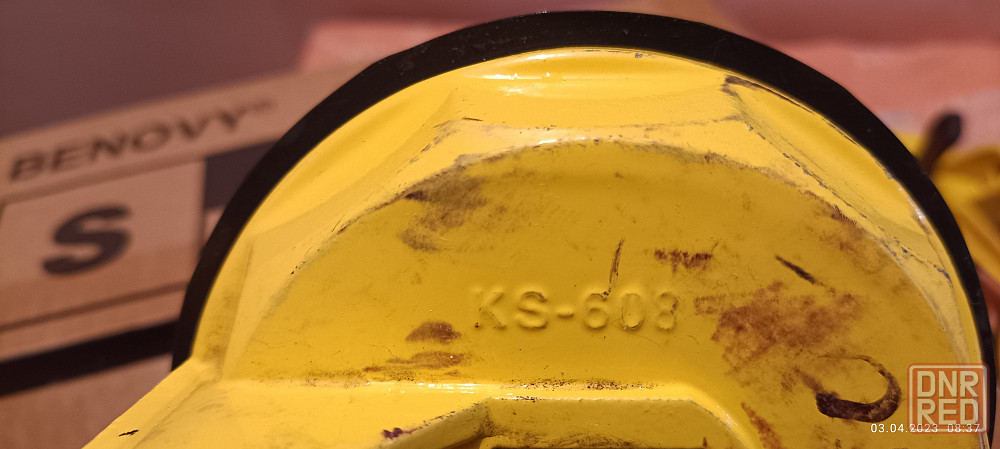 BENOVY
S
KS-608
DNR
RED
03.04.2023 08:37